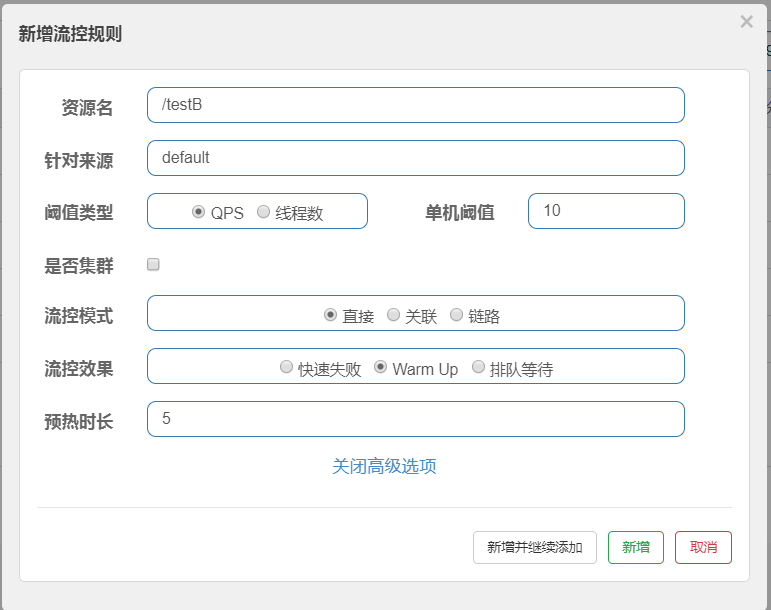 新增流控规则
资源名 /testB
针对来源 default
阈值类型 QPS 线程数 单机阈值 10
是否集群
流控模式 直接 关联 链路
流控效果 快速失败 Warm Up 排队等待
预热时长 5
关闭高级选项
新增并继续添加 新增 取消